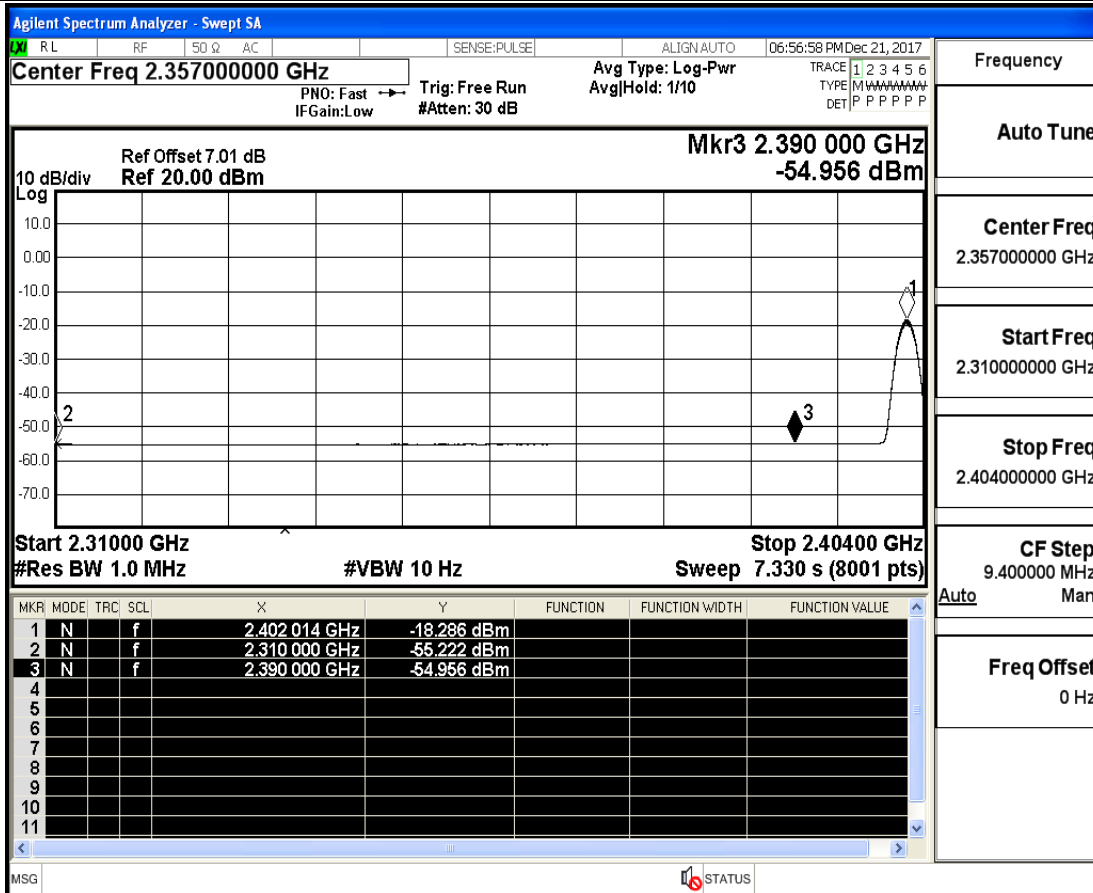 Agilent Spectrum Analyzer - Swept SA
LXI RL RF 50 Ω AC SENSE:PULSE ALIGN AUTO 06:56:58 PM Dec 21, 2017
Center Freq 2.357000000 GHz
PNO: Fast
IFGain:Low
Trig: Free Run
#Atten: 30 dB
Avg Type: Log-Pwr
Avg|Hold: 1/10
TRACE 1 2 3 4 5 6
TYPE M W W W W W
DET P P P P P P
Mkr3 2.390 000 GHz
-54.956 dBm
Ref Offset 7.01 dB
10 dB/div Ref 20.00 dBm
Log
10.0
0.00
-10.0
-20.0
-30.0
-40.0
-50.0
-60.0
-70.0
1
2
3
Start 2.31000 GHz Stop 2.40400 GHz
#Res BW 1.0 MHz #VBW 10 Hz Sweep 7.330 s (8001 pts)
MKR MODE TRC SCL X Y FUNCTION FUNCTION WIDTH FUNCTION VALUE
1 N f 2.402 014 GHz -18.286 dBm
2 N f 2.310 000 GHz -55.222 dBm
3 N f 2.390 000 GHz -54.956 dBm
4
5
6
7
8
9
10
11
MSG STATUS
Frequency
Auto Tune
Center Freq
2.357000000 GHz
Start Freq
2.310000000 GHz
Stop Freq
2.404000000 GHz
CF Step
9.400000 MHz
Auto Man
Freq Offset
0 Hz